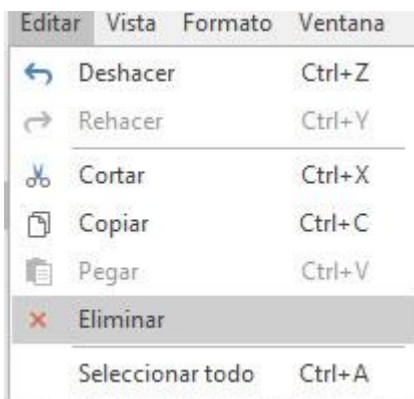 Editar Vista Formato Ventana
Deshacer Ctrl+Z
Rehacer Ctrl+Y
Cortar Ctrl+X
Copiar Ctrl+C
Pegar Ctrl+V
Eliminar
Seleccionar todo Ctrl+A